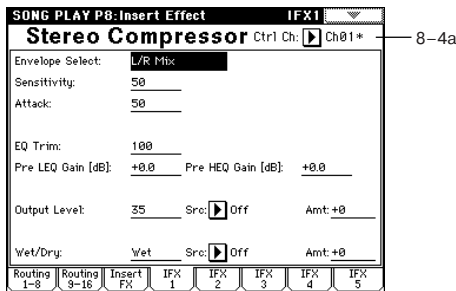 SONG PLAY P8:Insert Effect IFX1
Stereo Compressor Ctrl Ch: Ch01* 8–4a
Envelope Select: L/R Mix
Sensitivity: 50
Attack: 50
EQ Trim: 100
Pre LEQ Gain [dB]: +0.0 Pre HEQ Gain [dB]: +0.0
Output Level: 35 Src: Off Amt: +0
Wet/Dry: Wet Src: Off Amt: +0
Routing 1-8 Routing 9-16 Insert FX IFX 1 IFX 2 IFX 3 IFX 4 IFX 5